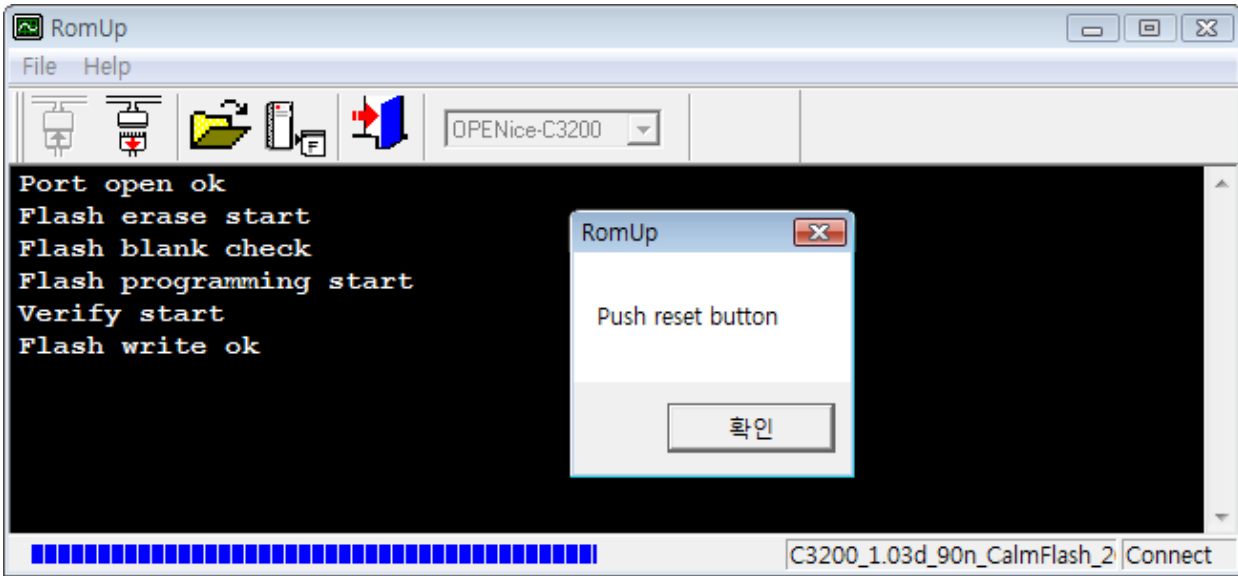 RomUp
File Help
OPENice-C3200
Port open ok
Flash erase start
Flash blank check
Flash programming start
Verify start
Flash write ok
RomUp
Push reset button
확인
C3200_1.03d_90n_CalmFlash_2
Connect